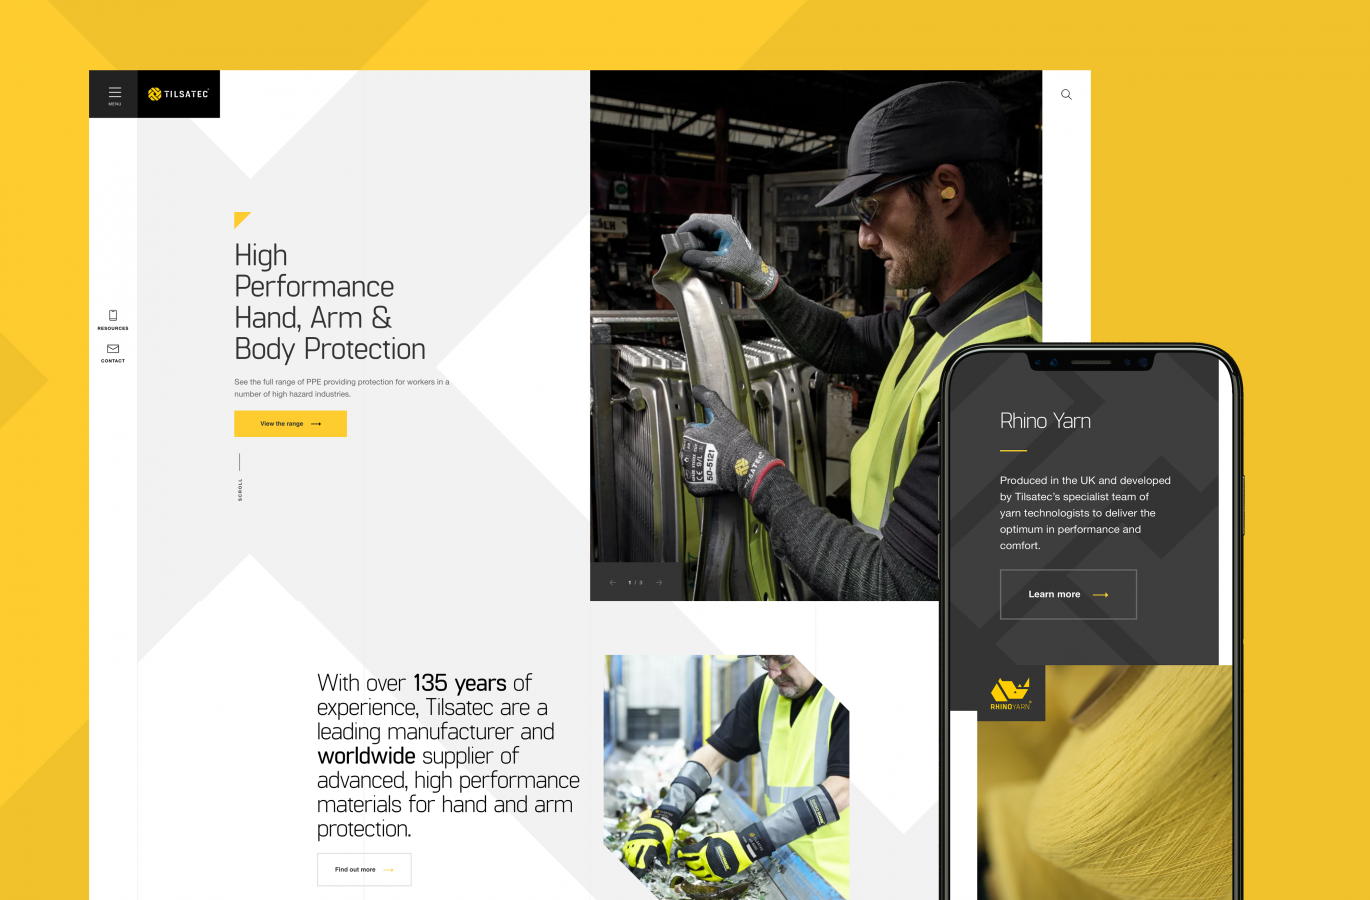 MENU
TILSATEC
RESOURCES
CONTACT
High
Performance
Hand, Arm &
Body Protection
See the full range of PPE providing protection for workers in a
number of high hazard industries.
View the range
SCROLL
1 / 3
TILSATEC
50-5121
With over 135 years of
experience, Tilsatec are a
leading manufacturer and
worldwide supplier of
advanced, high performance
materials for hand and arm
protection.
Find out more
Rhino Yarn
Produced in the UK and developed
by Tilsatec's specialist team of
yarn technologists to deliver the
optimum in performance and
comfort.
Learn more
RHINOYARN®